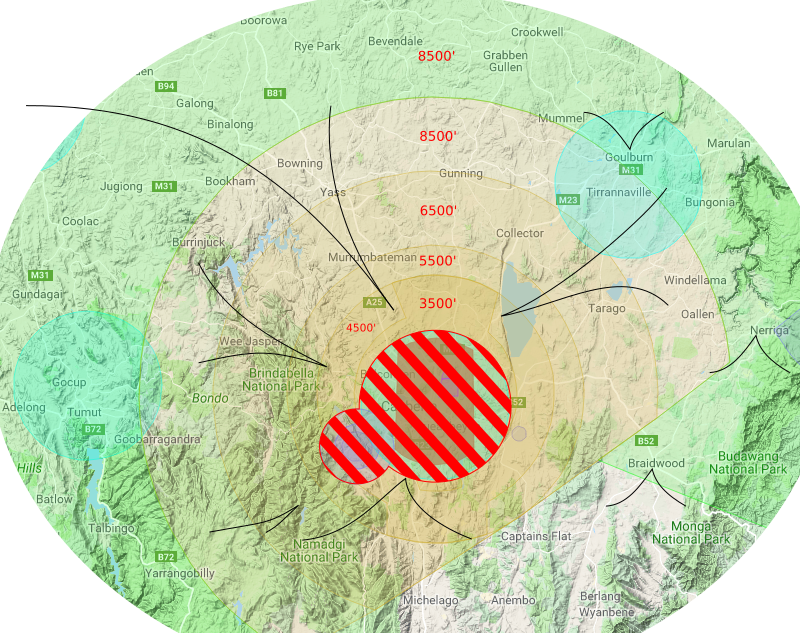 Boorowa
Crookwell
Rye Park
Bevendale
8500'
Grabben
Gullen
B94
B81
Galong
Binalong
Mummel
8500'
Marulan
Goulburn
Bowning
M31
Gunning
Bookham
Jugiong
M31
Yass
Tirrannaville
M23
Bungonia
6500'
Coolac
Collector
Burrinjuck
Murrumbateman
5500'
M31
Windellama
Gundagai
A25
3500'
Tarago
Oallen
4500'
Nerriga
Wee Jasper
Brindabella
National Park
Gocup
Bondo
52
Adelong
Tumut
B72
Goobarragandra
B52
Braidwood
Budawang
National Park
Hills
Batlow
Talbingo
Monga
National Park
Captains Flat
Namadgi
National Park
B72
Yarrangobilly
Michelago
Anembo
Berlang
Wyanbene